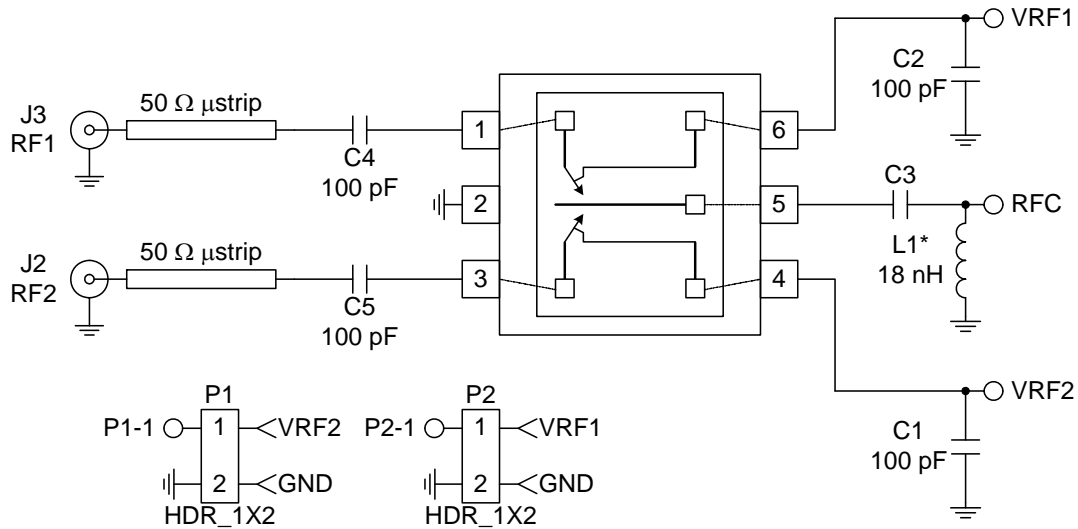 VRF1
C2
100 pF
J3
RF1
50 Ω µstrip
C4
100 pF
1
6
2
5
C3
RFC
L1*
18 nH
J2
RF2
50 Ω µstrip
C5
100 pF
3
4
VRF2
C1
100 pF
P1
P1-1
1
VRF2
2
GND
HDR_1X2
P2
P2-1
1
VRF1
2
GND
HDR_1X2